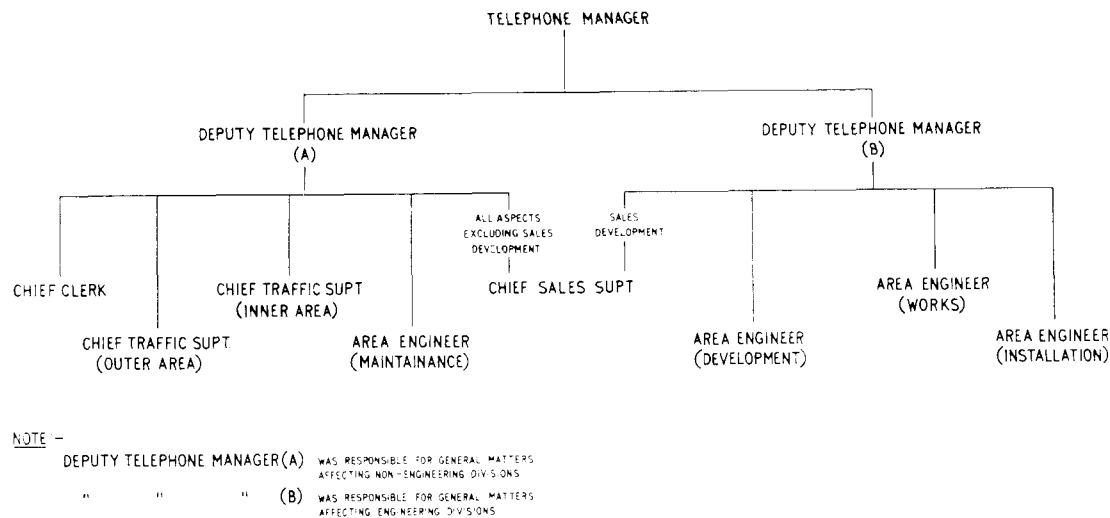 TELEPHONE MANAGER
DEPUTY TELEPHONE MANAGER
(A)
DEPUTY TELEPHONE MANAGER
(B)
ALL ASPECTS
EXCLUDING SALES
DEVELOPMENT
SALES
DEVELOPMENT
CHIEF CLERK
CHIEF TRAFFIC SUPT
(INNER AREA)
CHIEF SALES SUPT
AREA ENGINEER
(WORKS)
CHIEF TRAFFIC SUPT.
(OUTER AREA)
AREA ENGINEER
(MAINTAINANCE)
AREA ENGINEER
(DEVELOPMENT)
AREA ENGINEER
(INSTALLATION)
NOTE :-
DEPUTY TELEPHONE MANAGER (A) WAS RESPONSIBLE FOR GENERAL MATTERS
AFFECTING NON-ENGINEERING DIVISIONS
" " " (B) WAS RESPONSIBLE FOR GENERAL MATTERS
AFFECTING ENGINEERING DIVISIONS